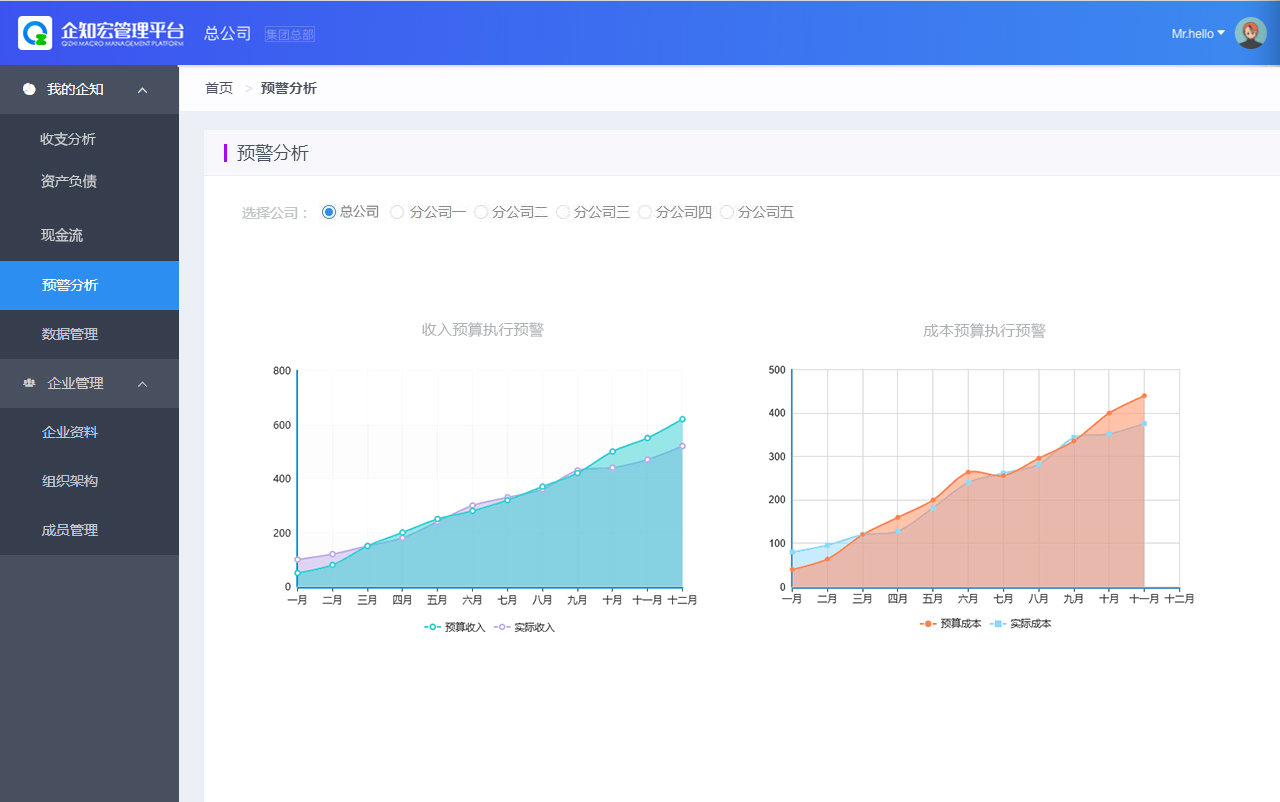 企知宏管理平台
QIZHI MACRO MANAGEMENT PLATFORM
总公司 集团总部
Mr.hello
我的企知
收支分析
资产负债
现金流
预警分析
数据管理
企业管理
企业资料
组织架构
成员管理
首页 > 预警分析
预警分析
选择公司： 总公司 分公司一 分公司二 分公司三 分公司四 分公司五
收入预算执行预警
800
600
400
200
0
一月 二月 三月 四月 五月 六月 七月 八月 九月 十月 十一月 十二月
预算收入 实际收入
成本预算执行预警
500
400
300
200
100
0
一月 二月 三月 四月 五月 六月 七月 八月 九月 十月 十一月 十二月
预算成本 实际成本